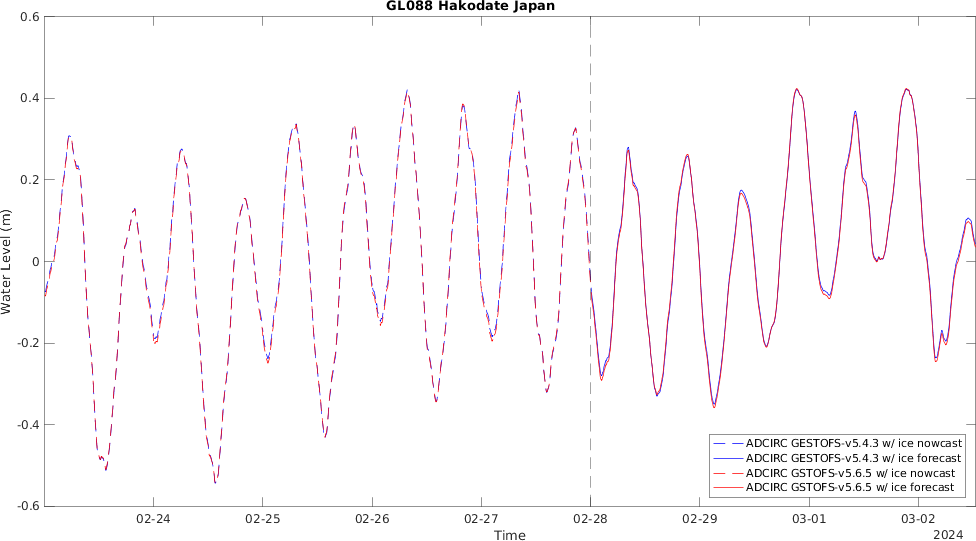 GL088 Hakodate Japan
0.6
0.4
0.2
0
-0.2
-0.4
-0.6
Water Level (m)
02-24
02-25
02-26
02-27
02-28
02-29
03-01
03-02
Time
2024
ADCIRC GESTOFS-v5.4.3 w/ ice nowcast
ADCIRC GESTOFS-v5.4.3 w/ ice forecast
ADCIRC GSTOFS-v5.6.5 w/ ice nowcast
ADCIRC GSTOFS-v5.6.5 w/ ice forecast